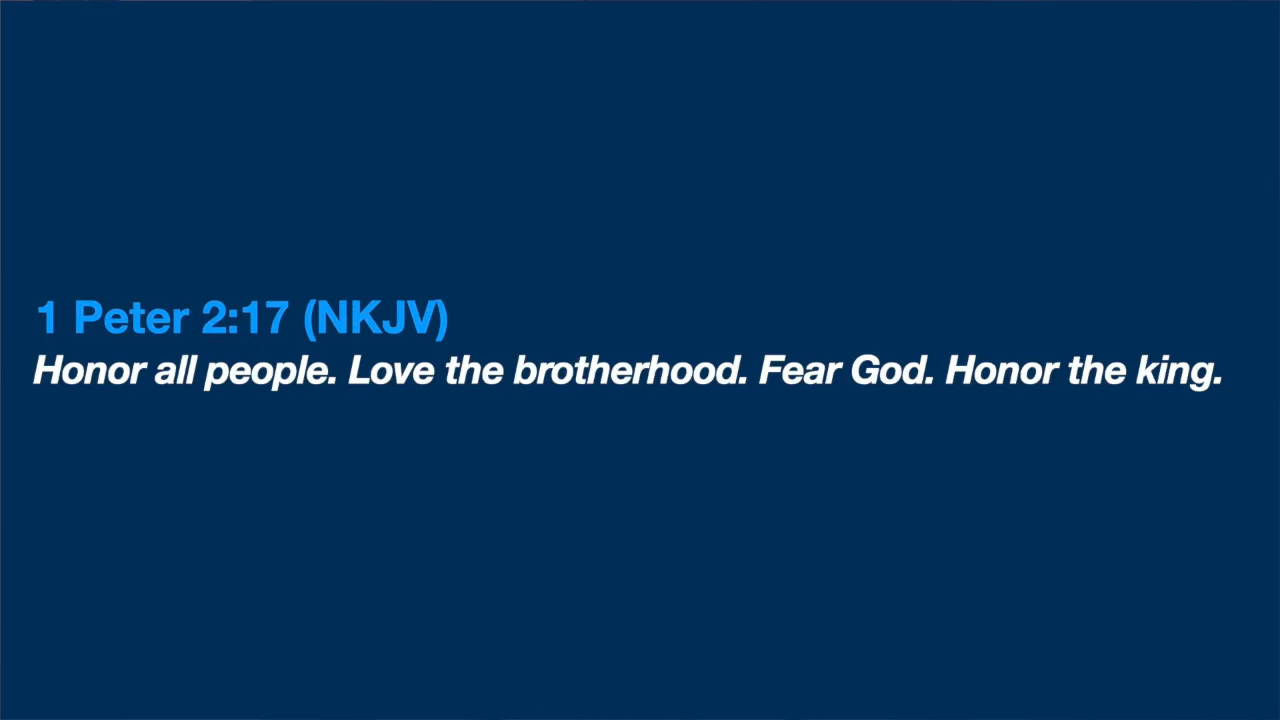 1 Peter 2:17 (NKJV)
Honor all people. Love the brotherhood. Fear God. Honor the king.